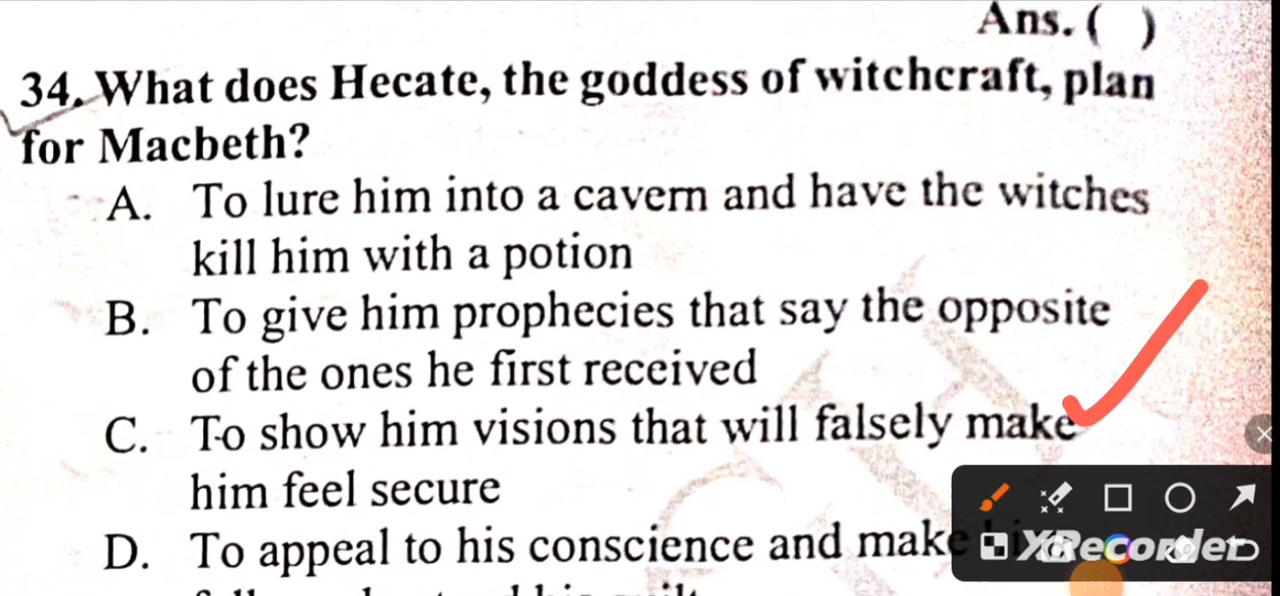 Ans. ( )
34. What does Hecate, the goddess of witchcraft, plan
for Macbeth?
A. To lure him into a cavern and have the witches
kill him with a potion
B. To give him prophecies that say the opposite
of the ones he first received
C. To show him visions that will falsely make
him feel secure
D. To appeal to his conscience and make
XRecorder